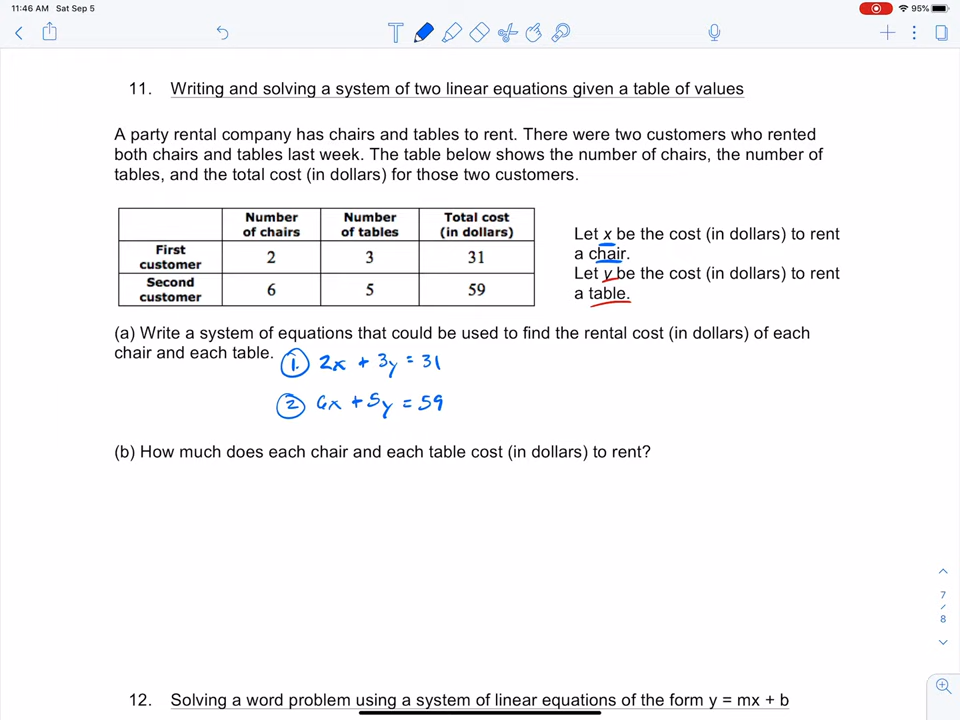 11:46 AM Sat Sep 5
95%
11. Writing and solving a system of two linear equations given a table of values
A party rental company has chairs and tables to rent. There were two customers who rented
both chairs and tables last week. The table below shows the number of chairs, the number of
tables, and the total cost (in dollars) for those two customers.
Number of chairs Number of tables Total cost (in dollars)
First customer 2 3 31
Second customer 6 5 59
Let x be the cost (in dollars) to rent
a chair.
Let y be the cost (in dollars) to rent
a table.
(a) Write a system of equations that could be used to find the rental cost (in dollars) of each
chair and each table.
1. 2x + 3y = 31
2 6x + 5y = 59
(b) How much does each chair and each table cost (in dollars) to rent?
7
/
8
12. Solving a word problem using a system of linear equations of the form y = mx + b